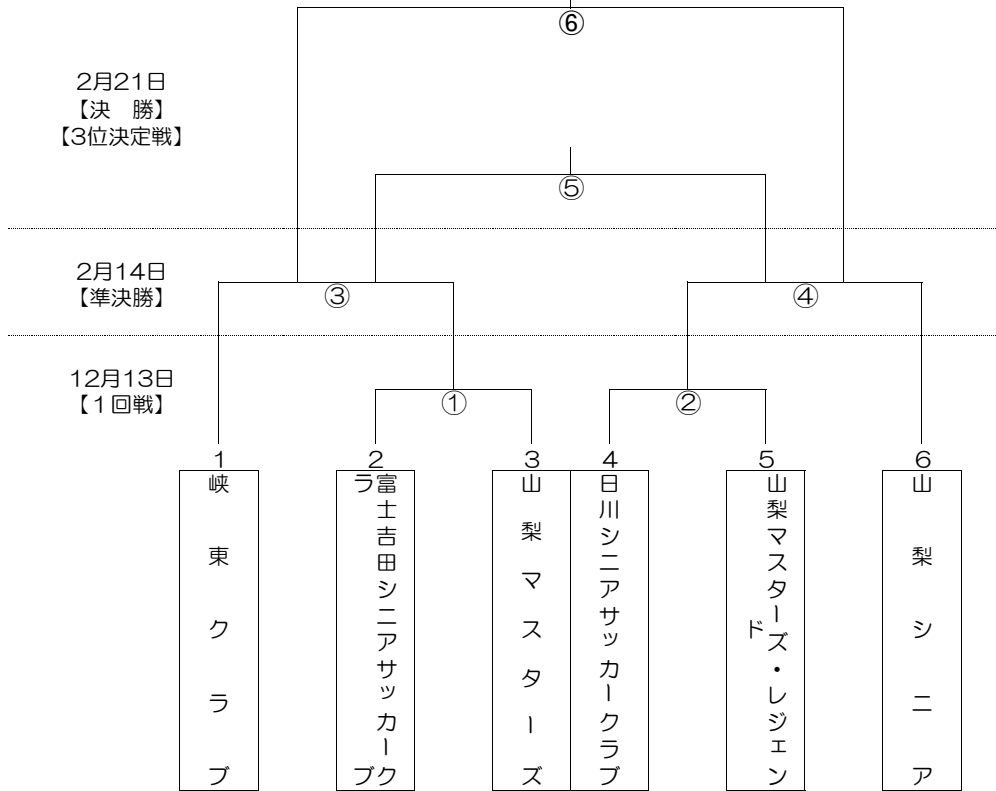 ⑥
2月21日
【決　勝】
【3位決定戦】
⑤
2月14日
【準決勝】
③
④
12月13日
【１回戦】
①
②
1
2
3
4
5
6
峡東クラブ
富士吉田シニアサッカーク
ラブ
山梨マスターズ
日川シニアサッカークラブ
山梨マスターズ・レジェン
ド
山梨シニア